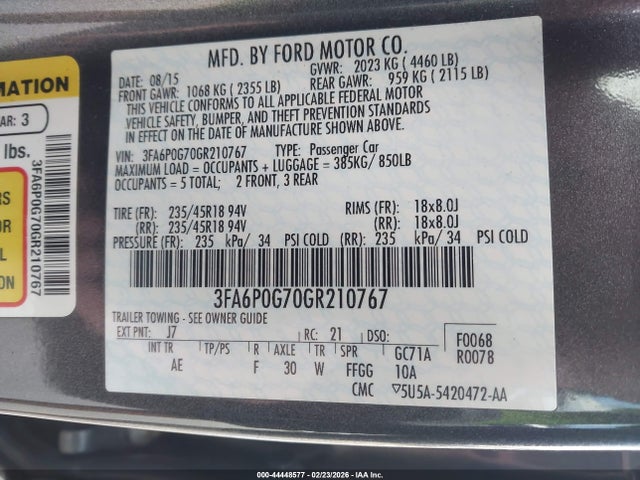 MATION
AR: 3
lbs.
RS
OR
AL
ION
3FA6P0G70GR210767
MFD. BY FORD MOTOR CO.
DATE: 08/15 GVWR: 2023 KG ( 4460 LB)
FRONT GAWR: 1068 KG ( 2355 LB) REAR GAWR: 959 KG ( 2115 LB)
THIS VEHICLE CONFORMS TO ALL APPLICABLE FEDERAL MOTOR
VEHICLE SAFETY, BUMPER, AND THEFT PREVENTION STANDARDS
IN EFFECT ON THE DATE OF MANUFACTURE SHOWN ABOVE.
VIN: 3FA6P0G70GR210767 TYPE: Passenger Car
MAXIMUM LOAD = OCCUPANTS + LUGGAGE = 385KG/ 850LB
OCCUPANTS = 5 TOTAL; 2 FRONT, 3 REAR
TIRE (FR): 235/45R18 94V RIMS (FR): 18x8.0J
(RR): 235/45R18 94V (RR): 18x8.0J
PRESSURE (FR): 235 kPa/ 34 PSI COLD (RR): 235 kPa/ 34 PSI COLD
3FA6P0G70GR210767
TRAILER TOWING - SEE OWNER GUIDE
EXT PNT: J7 RC: 21 DSO: F0068
INT TR TP/PS R AXLE TR SPR GC71A R0078
AE F 30 W FFGG 10A
CMC ▽5U5A-5420472-AA
000-44448577 - 02/23/2026 - IAA Inc.